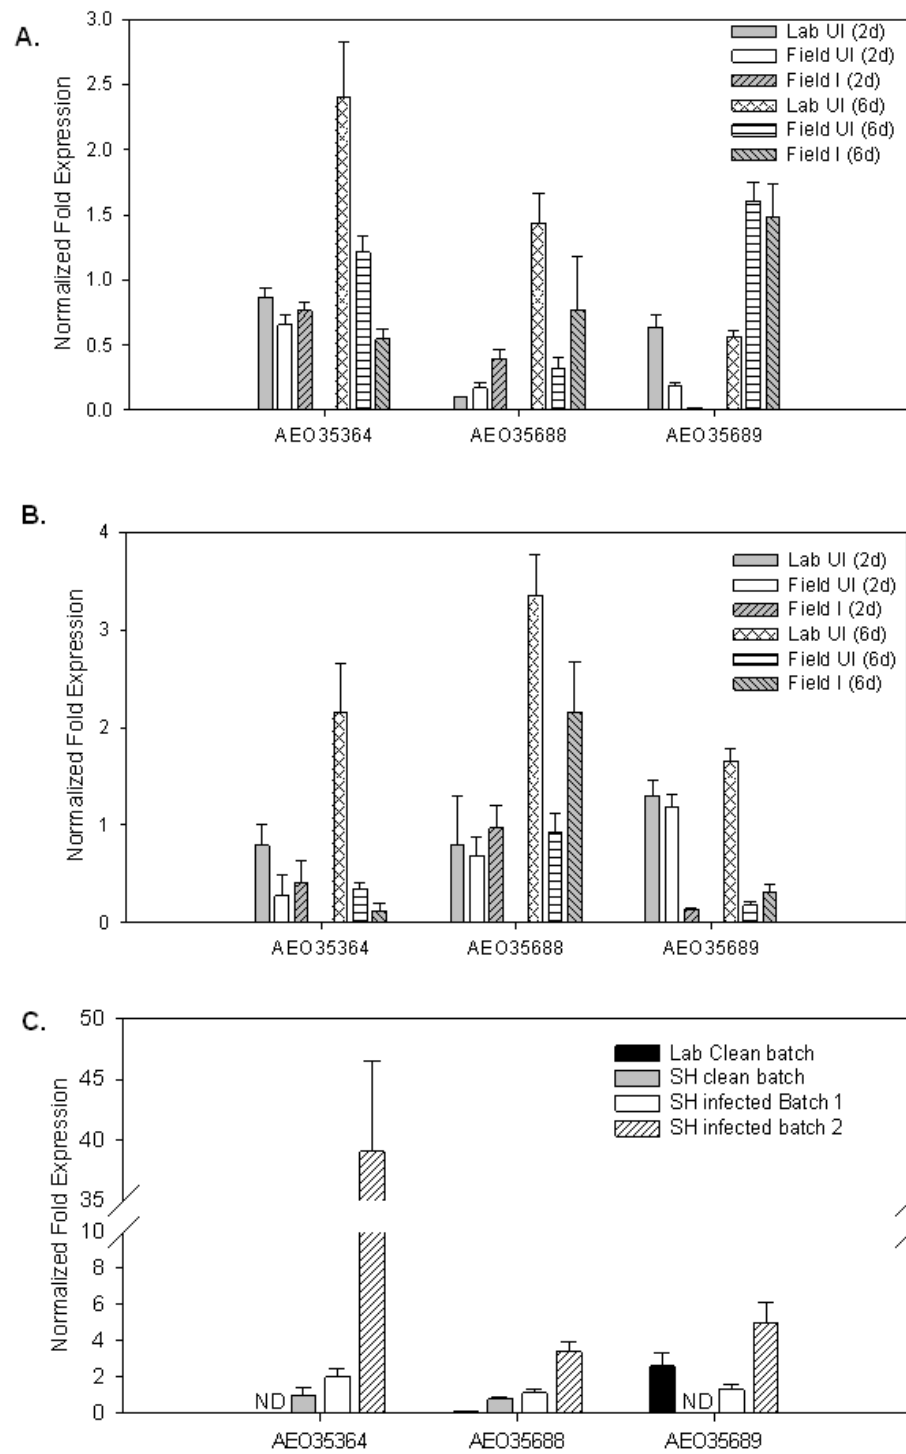 A.
3.0
2.5
2.0
1.5
1.0
0.5
0.0
Normalized Fold Expression
Lab UI (2d)
Field UI (2d)
Field I (2d)
Lab UI (6d)
Field UI (6d)
Field I (6d)
AEO35364 AEO35688 AEO35689
B.
4
3
2
1
0
Normalized Fold Expression
Lab UI (2d)
Field UI (2d)
Field I (2d)
Lab UI (6d)
Field UI (6d)
Field I (6d)
AEO35364 AEO35688 AEO35689
C.
50
45
40
35
10
8
6
4
2
0
Normalized Fold Expression
Lab Clean batch
SH clean batch
SH infected Batch 1
SH infected batch 2
ND ND
AEO35364 AEO35688 AEO35689